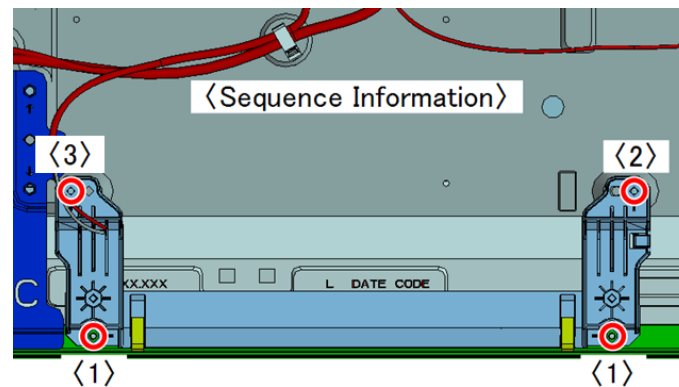 〈Sequence Information〉
〈3〉
〈2〉
XX.XXX
L DATE CODE
C
〈1〉
〈1〉